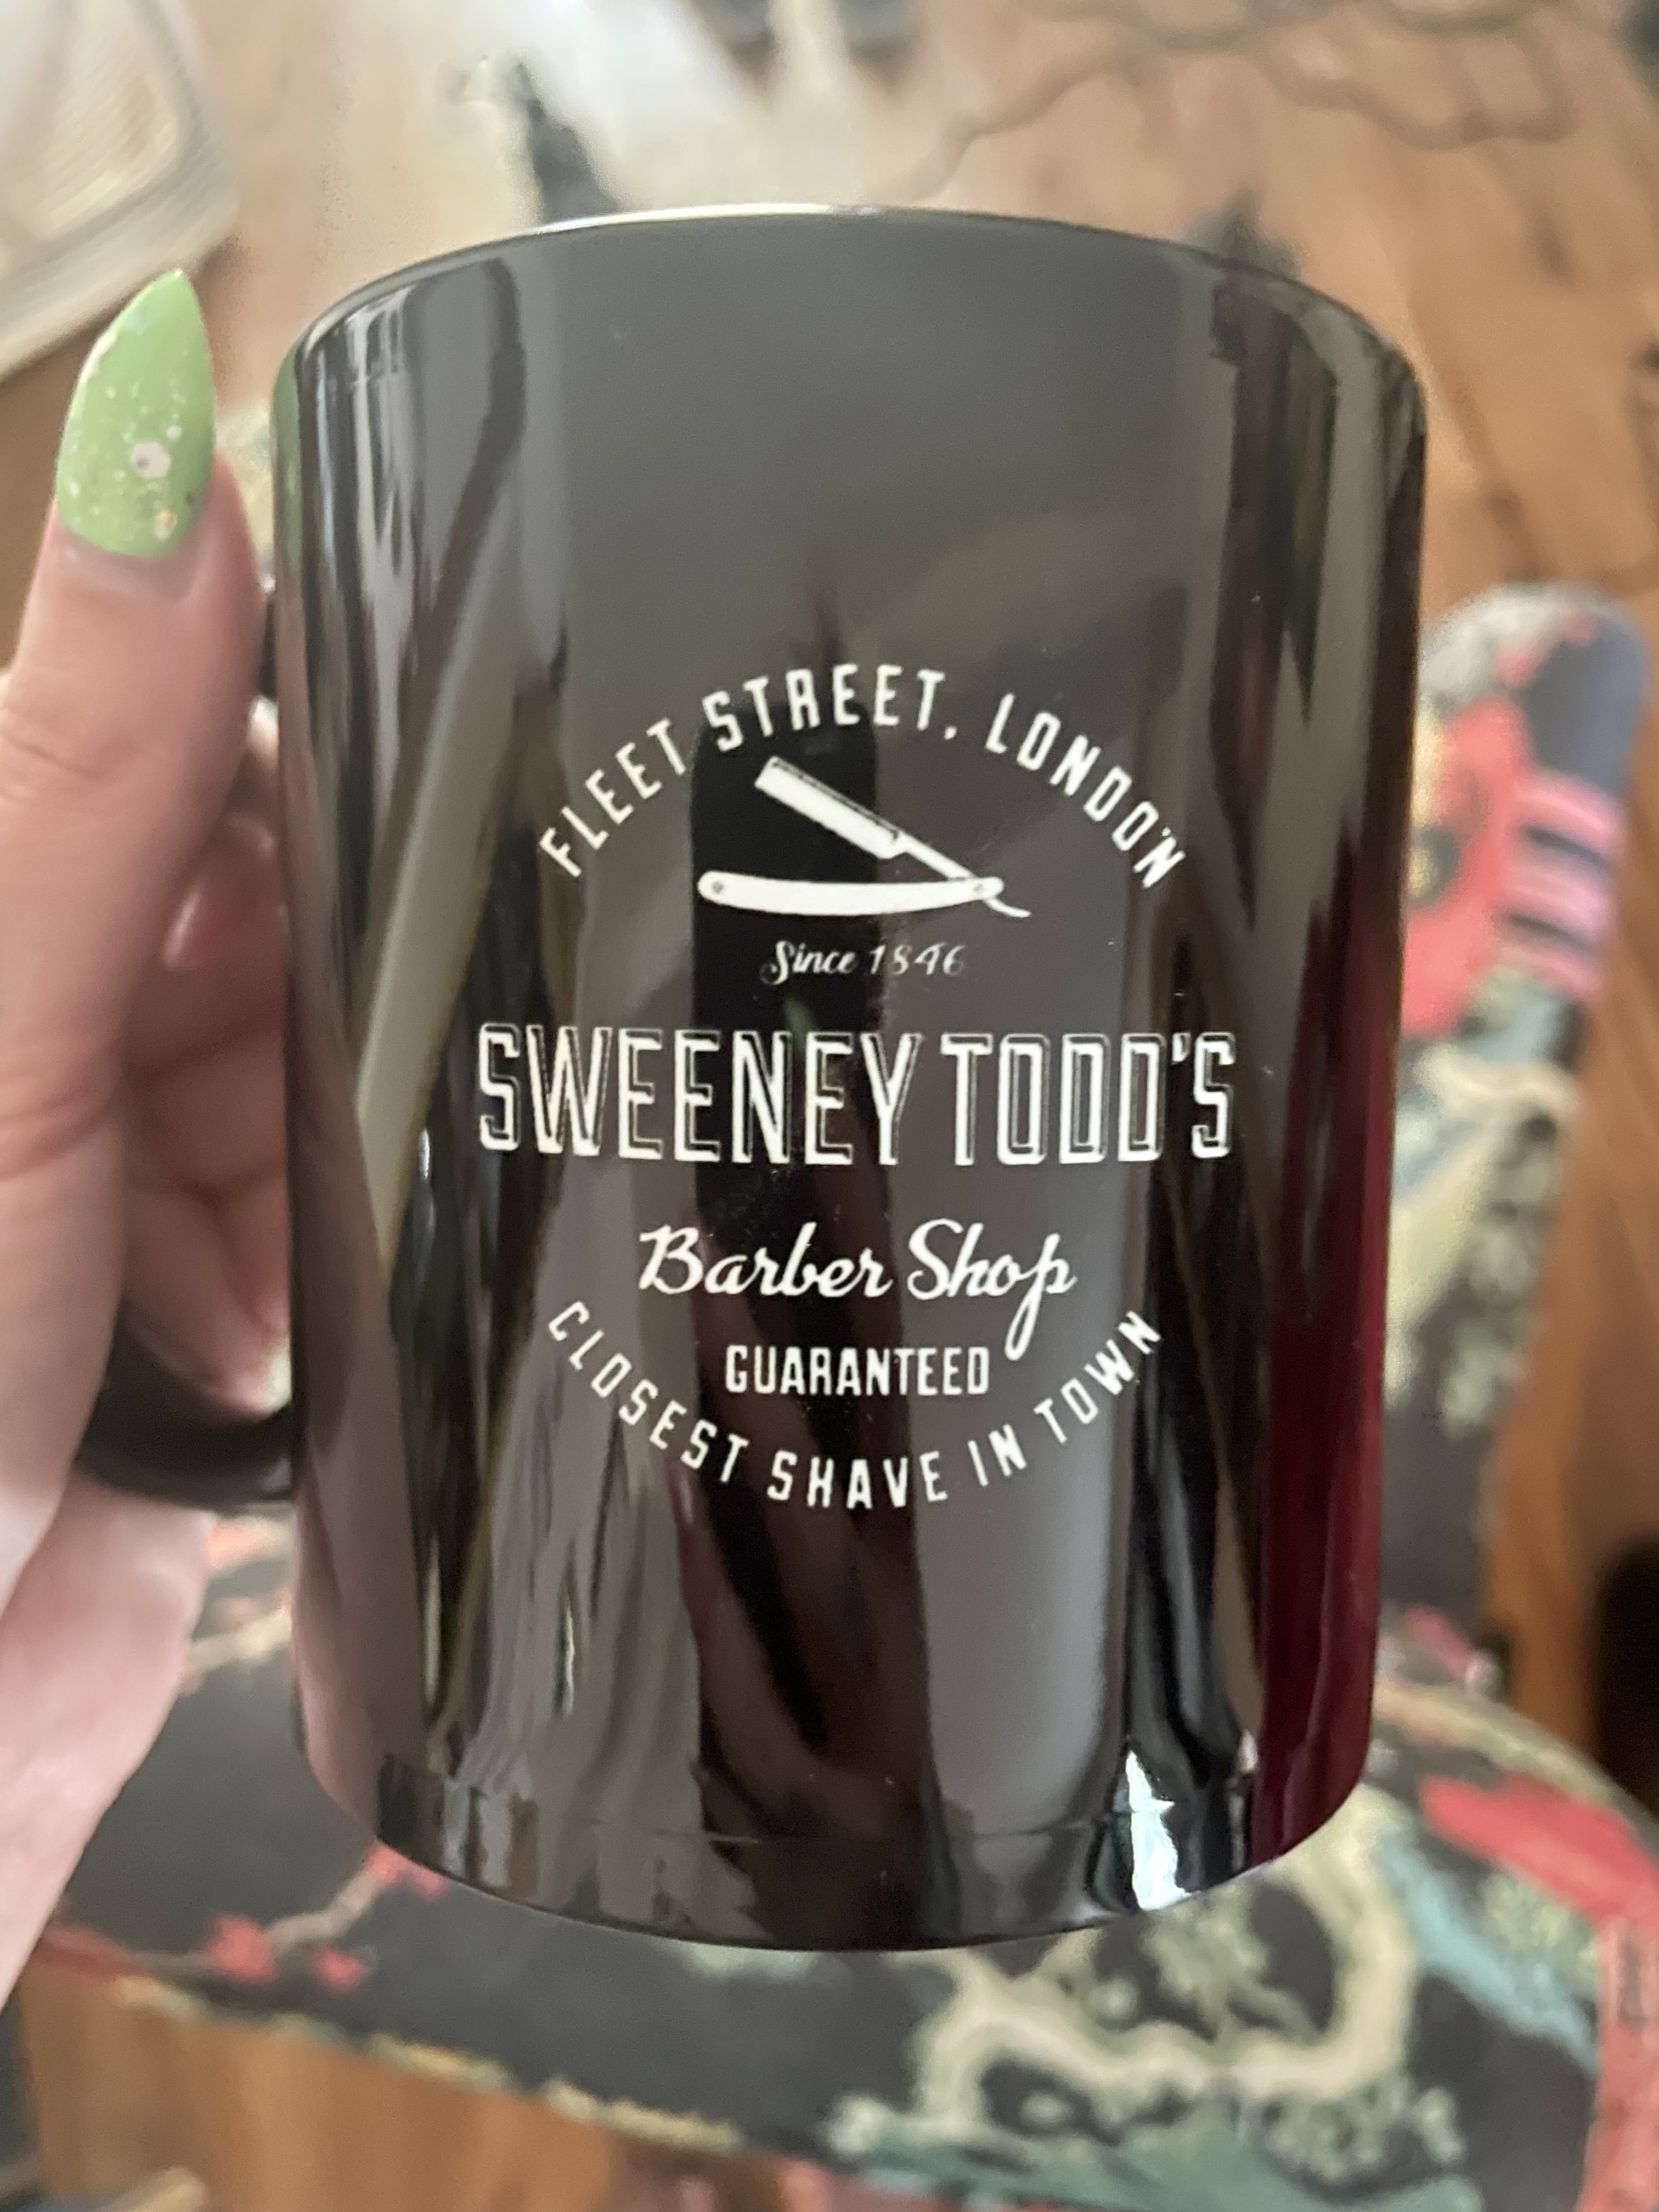 FLEET STREET, LONDON
Since 1846
SWEENEY TODD'S
Barber Shop
GUARANTEED
CLOSEST SHAVE IN TOWN